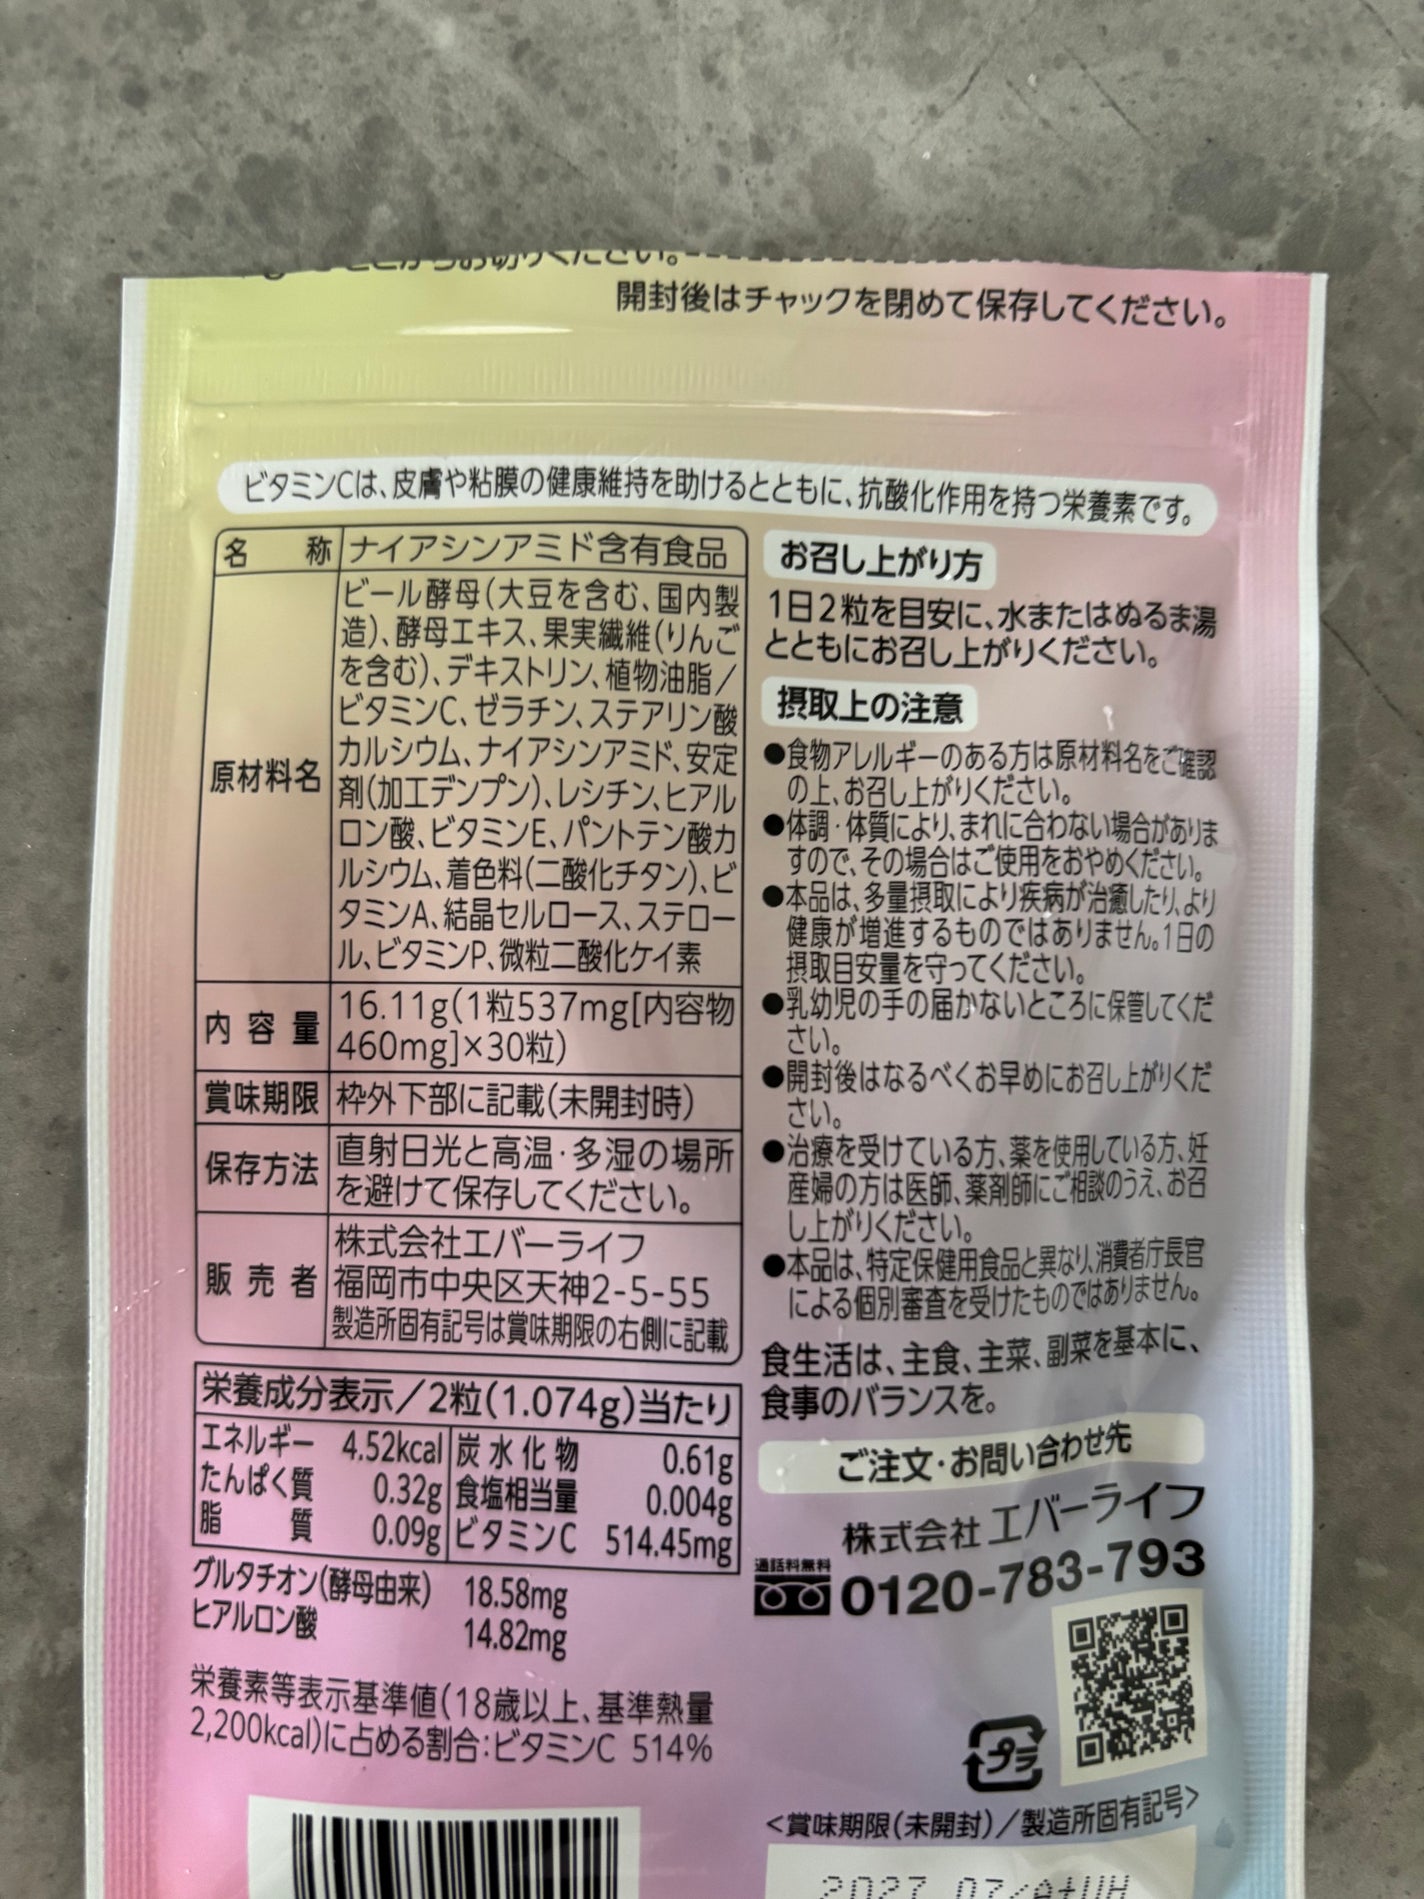 ここからお切りください。
開封後はチャックを閉めて保存してください。
ビタミンCは、皮膚や粘膜の健康維持を助けるとともに、抗酸化作用を持つ栄養素です。
名 称 ナイアシンアミド含有食品
原材料名
ビール酵母(大豆を含む、国内製
造)、酵母エキス、果実繊維(りんご
を含む)、デキストリン、植物油脂/
ビタミンC、ゼラチン、ステアリン酸
カルシウム、ナイアシンアミド、安定
剤(加工デンプン)、レシチン、ヒアル
ロン酸、ビタミンE、パントテン酸カ
ルシウム、着色料(二酸化チタン)、ビ
タミンA、結晶セルロース、ステロー
ル、ビタミンP、微粒二酸化ケイ素
内 容 量
16.11g(1粒537mg[内容物
460mg]×30粒)
賞味期限 枠外下部に記載(未開封時)
保存方法
直射日光と高温・多湿の場所
を避けて保存してください。
販 売 者
株式会社エバーライフ
福岡市中央区天神2-5-55
製造所固有記号は賞味期限の右側に記載
栄養成分表示/2粒(1.074g)当たり
エネルギー 4.52kcal 炭水化物 0.61g
たんぱく質 0.32g 食塩相当量 0.004g
脂 質 0.09g ビタミンC 514.45mg
グルタチオン(酵母由来) 18.58mg
ヒアルロン酸 14.82mg
栄養素等表示基準値(18歳以上、基準熱量
2,200kcal)に占める割合:ビタミンC 514%
お召し上がり方
1日2粒を目安に、水またはぬるま湯
とともにお召し上がりください。
摂取上の注意
●食物アレルギーのある方は原材料名をご確認
の上、お召し上がりください。
●体調・体質により、まれに合わない場合がありま
すので、その場合はご使用をおやめください。
●本品は、多量摂取により疾病が治癒したり、より
健康が増進するものではありません。1日の
摂取目安量を守ってください。
●乳幼児の手の届かないところに保管してくだ
さい。
●開封後はなるべくお早めにお召し上がりくだ
さい。
●治療を受けている方、薬を使用している方、妊
産婦の方は医師、薬剤師にご相談のうえ、お召
し上がりください。
●本品は、特定保健用食品と異なり、消費者庁長官
による個別審査を受けたものではありません。
食生活は、主食、主菜、副菜を基本に、
食事のバランスを。
ご注文・お問い合わせ先
株式会社エバーライフ
通話料無料
0120-783-793
プラ
<賞味期限(未開封)/製造所固有記号>
2027.07/